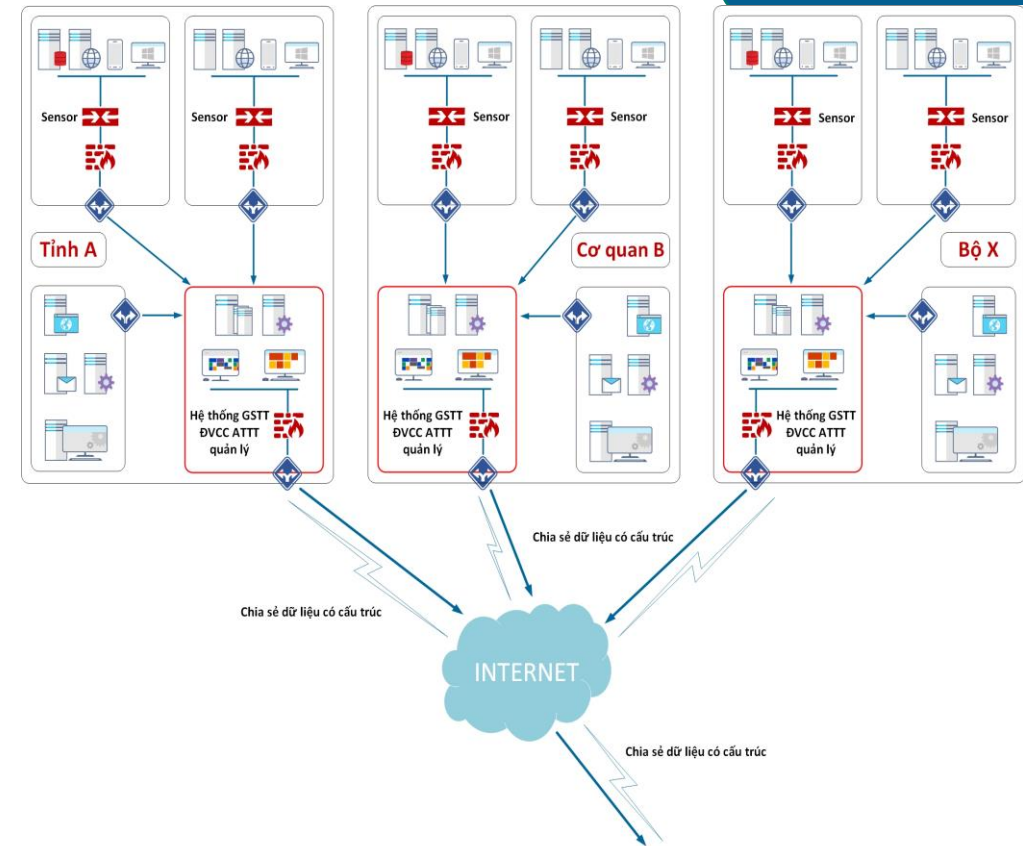 Sensor
Sensor
Sensor
Sensor
Sensor
Sensor
Tỉnh A
Cơ quan B
Bộ X
Hệ thống GSTT
ĐVCC ATTT
quản lý
Hệ thống GSTT
ĐVCC ATTT
quản lý
Hệ thống GSTT
ĐVCC ATTT
quản lý
Chia sẻ dữ liệu có cấu trúc
Chia sẻ dữ liệu có cấu trúc
INTERNET
Chia sẻ dữ liệu có cấu trúc